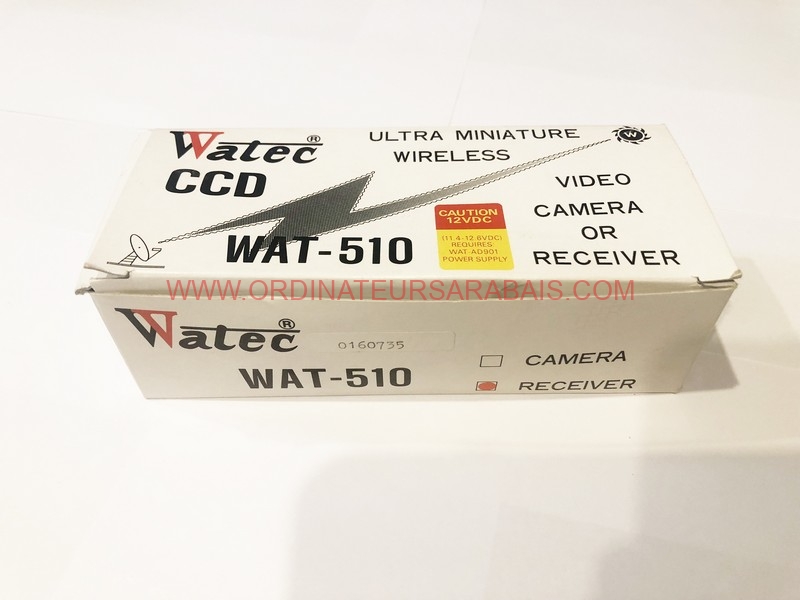 Watec®
ULTRA MINIATURE
WIRELESS
W
CCD
VIDEO
CAMERA
OR
RECEIVER
CAUTION
12VDC
(11.4-12.6VDC)
REQUIRES
WAT-AD901
POWER SUPPLY
WAT-510
WWW.ORDINATEURSARABAIS.COM
Watec®
0160735
WAT-510
CAMERA
RECEIVER